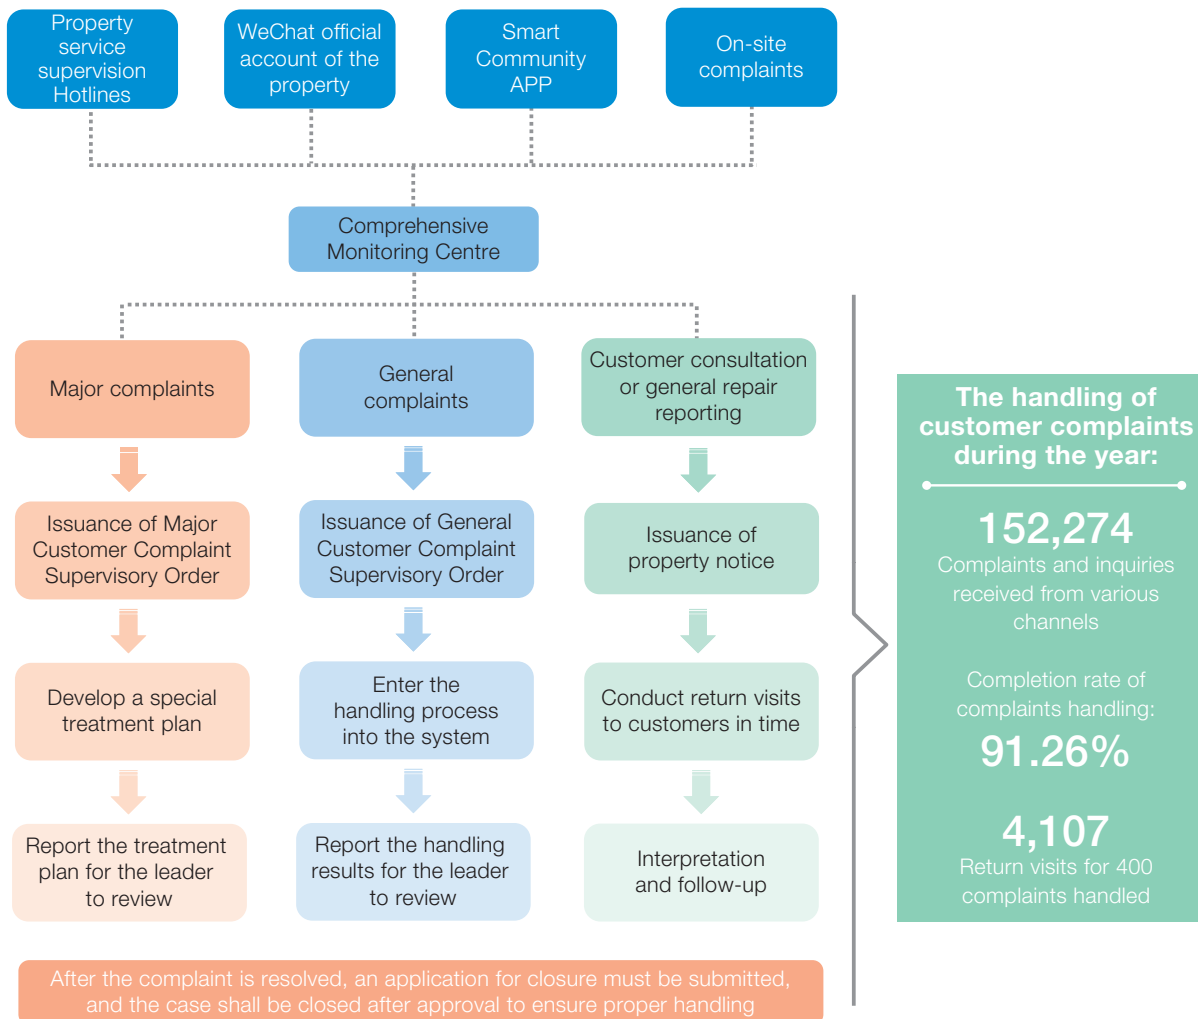 Property
service
supervision
Hotlines
WeChat official
account of the
property
Smart
Community
APP
On-site
complaints
Comprehensive
Monitoring Centre
Major complaints
General
complaints
Customer consultation
or general repair
reporting
Issuance of Major
Customer Complaint
Supervisory Order
Issuance of General
Customer Complaint
Supervisory Order
Issuance of
property notice
Develop a special
treatment plan
Enter the
handling process
into the system
Conduct return visits
to customers in time
Report the treatment
plan for the leader
to review
Report the handling
results for the leader
to review
Interpretation
and follow-up
After the complaint is resolved, an application for closure must be submitted,
and the case shall be closed after approval to ensure proper handling
The handling of
customer complaints
during the year:
152,274
Complaints and inquiries
received from various
channels
Completion rate of
complaints handling:
91.26%
4,107
Return visits for 400
complaints handled